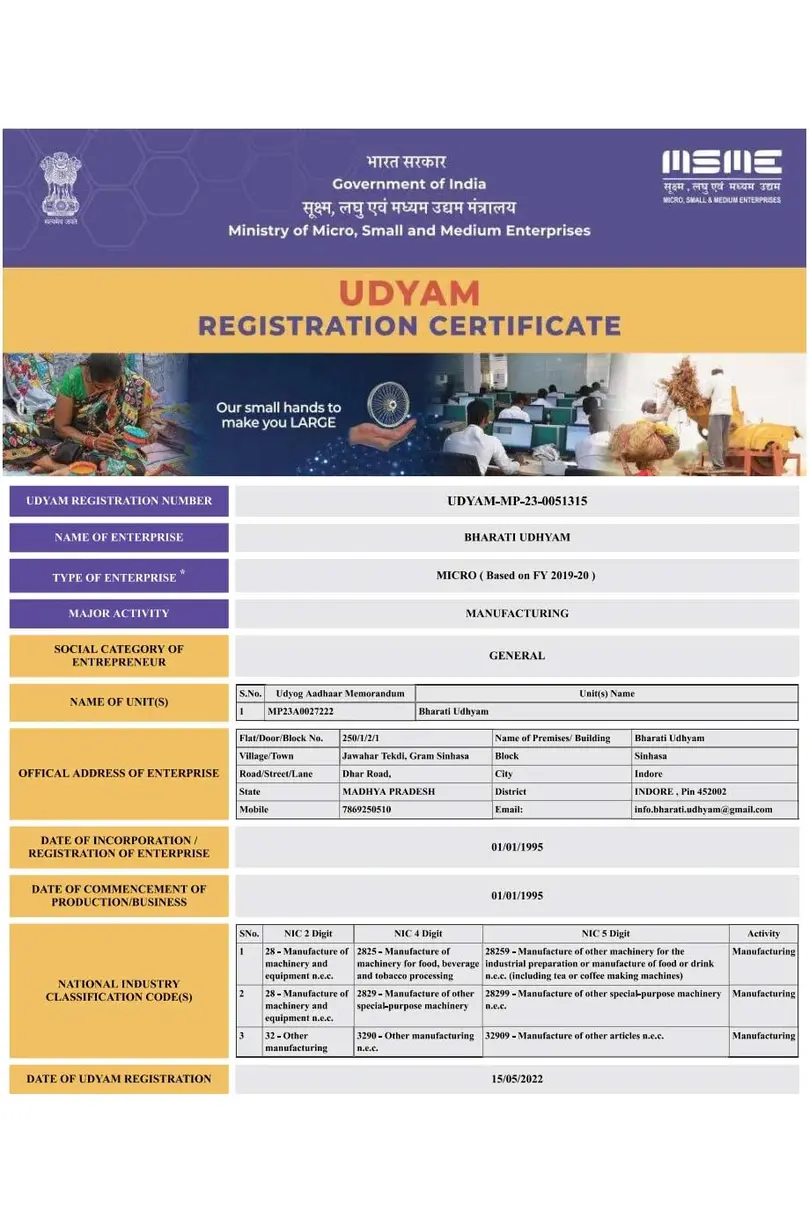 भारत सरकार
Government of India
सूक्ष्म, लघु एवं मध्यम उद्यम मंत्रालय
Ministry of Micro, Small and Medium Enterprises
सत्यमेव जयते
MSME
सूक्ष्म, लघु एवं मध्यम उद्यम
MICRO, SMALL & MEDIUM ENTERPRISES
UDYAM
REGISTRATION CERTIFICATE
Our small hands to
make you LARGE
UDYAM REGISTRATION NUMBER UDYAM-MP-23-0051315
NAME OF ENTERPRISE BHARATI UDHYAM
TYPE OF ENTERPRISE * MICRO ( Based on FY 2019-20 )
MAJOR ACTIVITY MANUFACTURING
SOCIAL CATEGORY OF
ENTREPRENEUR
GENERAL
NAME OF UNIT(S)
S.No. Udyog Aadhaar Memorandum Unit(s) Name
1 MP23A0027222 Bharati Udhyam
OFFICAL ADDRESS OF ENTERPRISE
Flat/Door/Block No. 250/1/2/1 Name of Premises/ Building Bharati Udhyam
Village/Town Jawahar Tekdi, Gram Sinhasa Block Sinhasa
Road/Street/Lane Dhar Road, City Indore
State MADHYA PRADESH District INDORE , Pin 452002
Mobile 7869250510 Email: info.bharati.udhyam@gmail.com
DATE OF INCORPORATION /
REGISTRATION OF ENTERPRISE
01/01/1995
DATE OF COMMENCEMENT OF
PRODUCTION/BUSINESS
01/01/1995
NATIONAL INDUSTRY
CLASSIFICATION CODE(S)
SNo. NIC 2 Digit NIC 4 Digit NIC 5 Digit Activity
1 28 - Manufacture of 2825 - Manufacture of 28259 - Manufacture of other machinery for the Manufacturing
machinery and machinery for food, beverage industrial preparation or manufacture of food or drink
equipment n.e.c. and tobacco processing n.e.c. (including tea or coffee making machines)
2 28 - Manufacture of 2829 - Manufacture of other 28299 - Manufacture of other special-purpose machinery Manufacturing
machinery and special-purpose machinery n.e.c.
equipment n.e.c.
3 32 - Other 3290 - Other manufacturing 32909 - Manufacture of other articles n.e.c. Manufacturing
manufacturing n.e.c.
DATE OF UDYAM REGISTRATION 15/05/2022